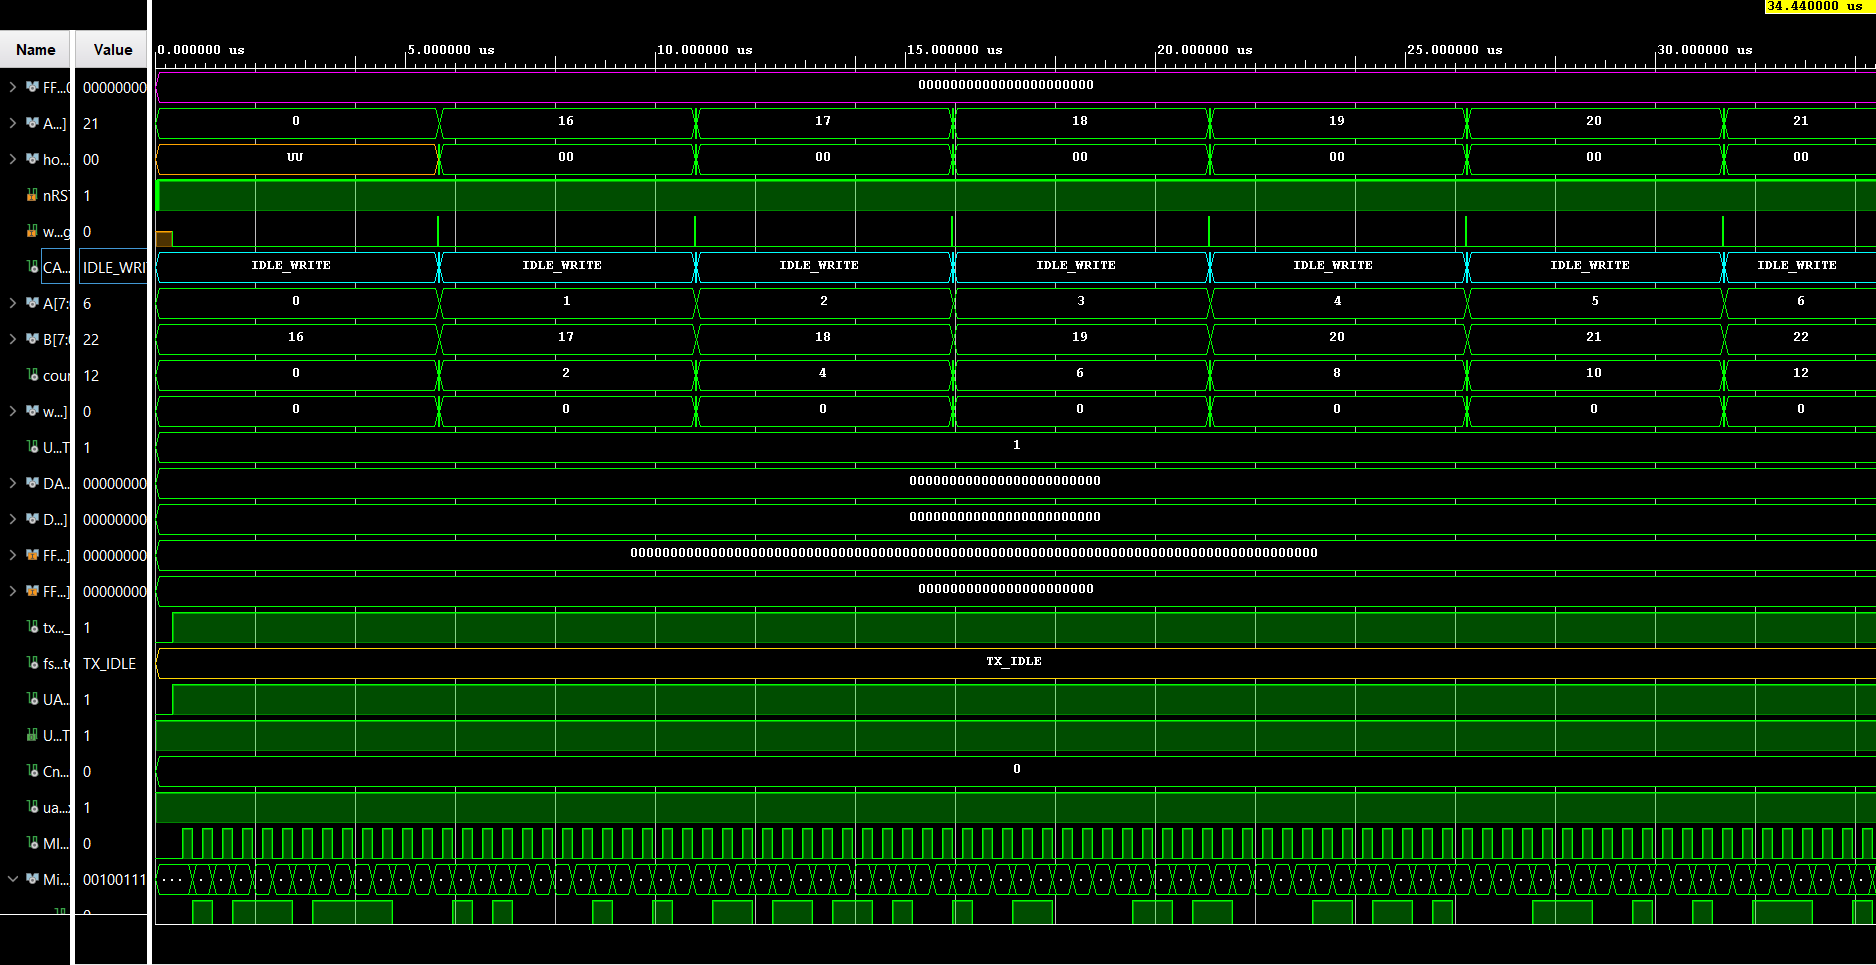 34.440000 us
Name Value 0.000000 us 5.000000 us 10.000000 us 15.000000 us 20.000000 us 25.000000 us 30.000000 us
FF...0 00000000 00000000000000000000000
A...] 21 0 16 17 18 19 20 21
ho... 00 UU 00 00 00 00 00 00
nRS 1
w...g 0
CA... IDLE_WRI IDLE_WRITE IDLE_WRITE IDLE_WRITE IDLE_WRITE IDLE_WRITE IDLE_WRITE IDLE_WRITE
A[7: 6 0 1 2 3 4 5 6
B[7: 22 16 17 18 19 20 21 22
cour 12 0 2 4 6 8 10 12
w...] 0 0 0 0 0 0 0 0
U...T 1 1
DA... 00000000 000000000000000000000000
D...] 00000000 000000000000000000000000
FF...] 00000000
FF...] 00000000 00000000000000000000000
tx..._ 1
fs...te TX_IDLE TX_IDLE
UA... 1
U...T 1
Cn... 0 0
ua...: 1
MI... 0
Mi... 00100111
0